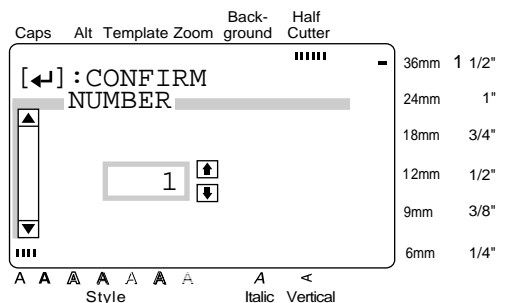 Caps Alt Template Zoom Back-ground Half Cutter
[↵]:CONFIRM
NUMBER
1
36mm 1 1/2"
24mm 1"
18mm 3/4"
12mm 1/2"
9mm 3/8"
6mm 1/4"
A A A A A A A A A
Style Italic Vertical